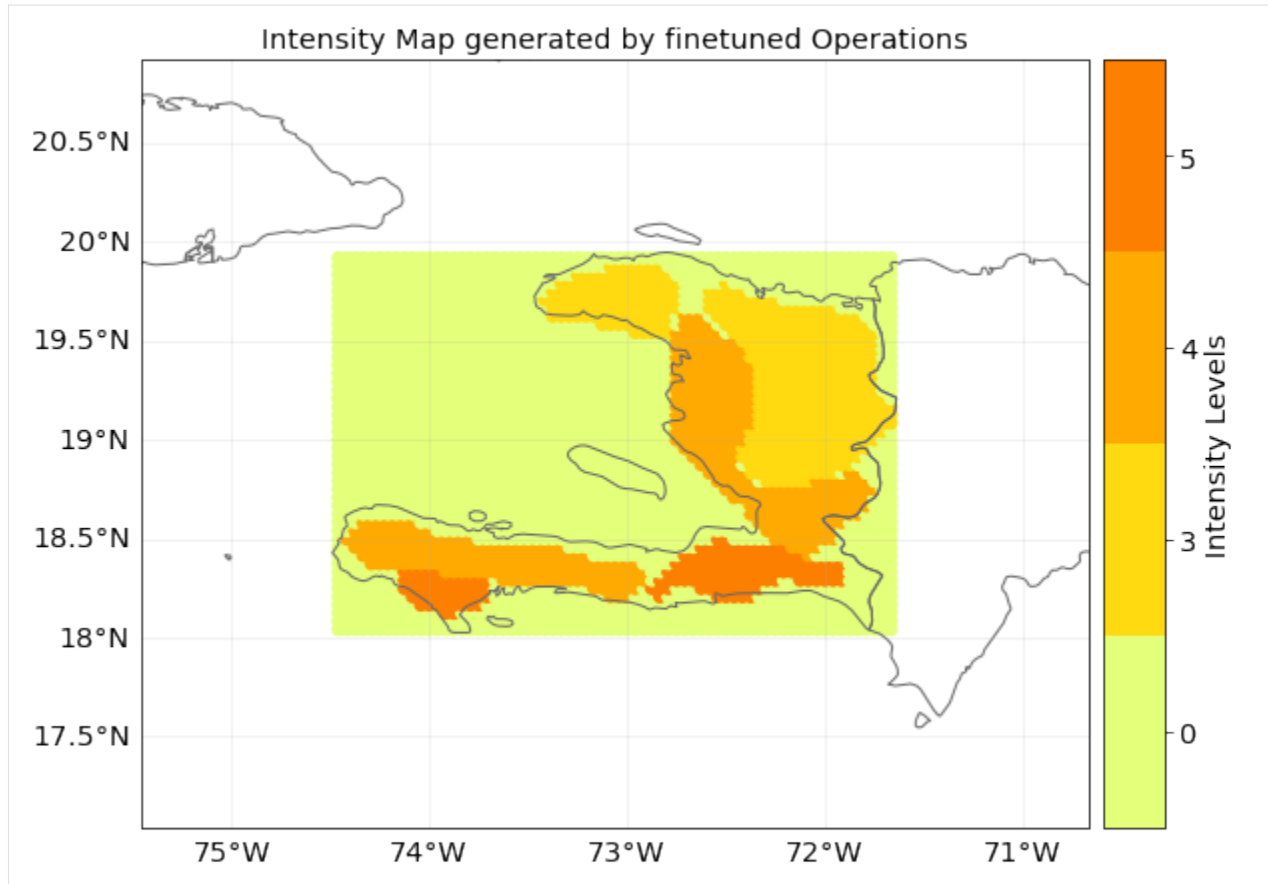 Intensity Map generated by finetuned Operations
20.5°N
20°N
19.5°N
19°N
18.5°N
18°N
17.5°N
75°W 74°W 73°W 72°W 71°W
5
4
3
0
Intensity Levels